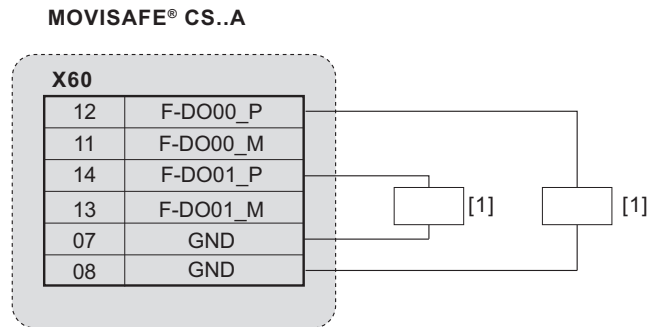 MOVISAFE® CS..A
X60
12 F-DO00_P
11 F-DO00_M
14 F-DO01_P
13 F-DO01_M
07 GND
08 GND
[1] [1]